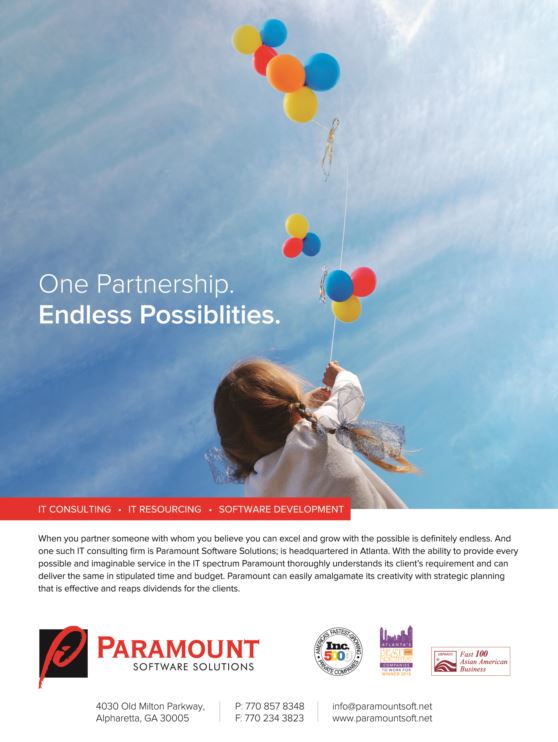 One Partnership.
Endless Possiblities.
IT CONSULTING • IT RESOURCING • SOFTWARE DEVELOPMENT
When you partner someone with whom you believe you can excel and grow with the possible is definitely endless. And
one such IT consulting firm is Paramount Software Solutions; is headquartered in Atlanta. With the ability to provide every
possible and imaginable service in the IT spectrum Paramount thoroughly understands its client's requirement and can
deliver the same in stipulated time and budget. Paramount can easily amalgamate its creativity with strategic planning
that is effective and reaps dividends for the clients.
PARAMOUNT
SOFTWARE SOLUTIONS
AMERICA'S FASTEST-GROWING
Inc.
500
PRIVATE COMPANIES
ATLANTA'S
COMPANIES
TO WORK FOR
Fast 100
Asian American
Business
4030 Old Milton Parkway,
Alpharetta, GA 30005
P: 770 857 8348
F: 770 234 3823
info@paramountsoft.net
www.paramountsoft.net